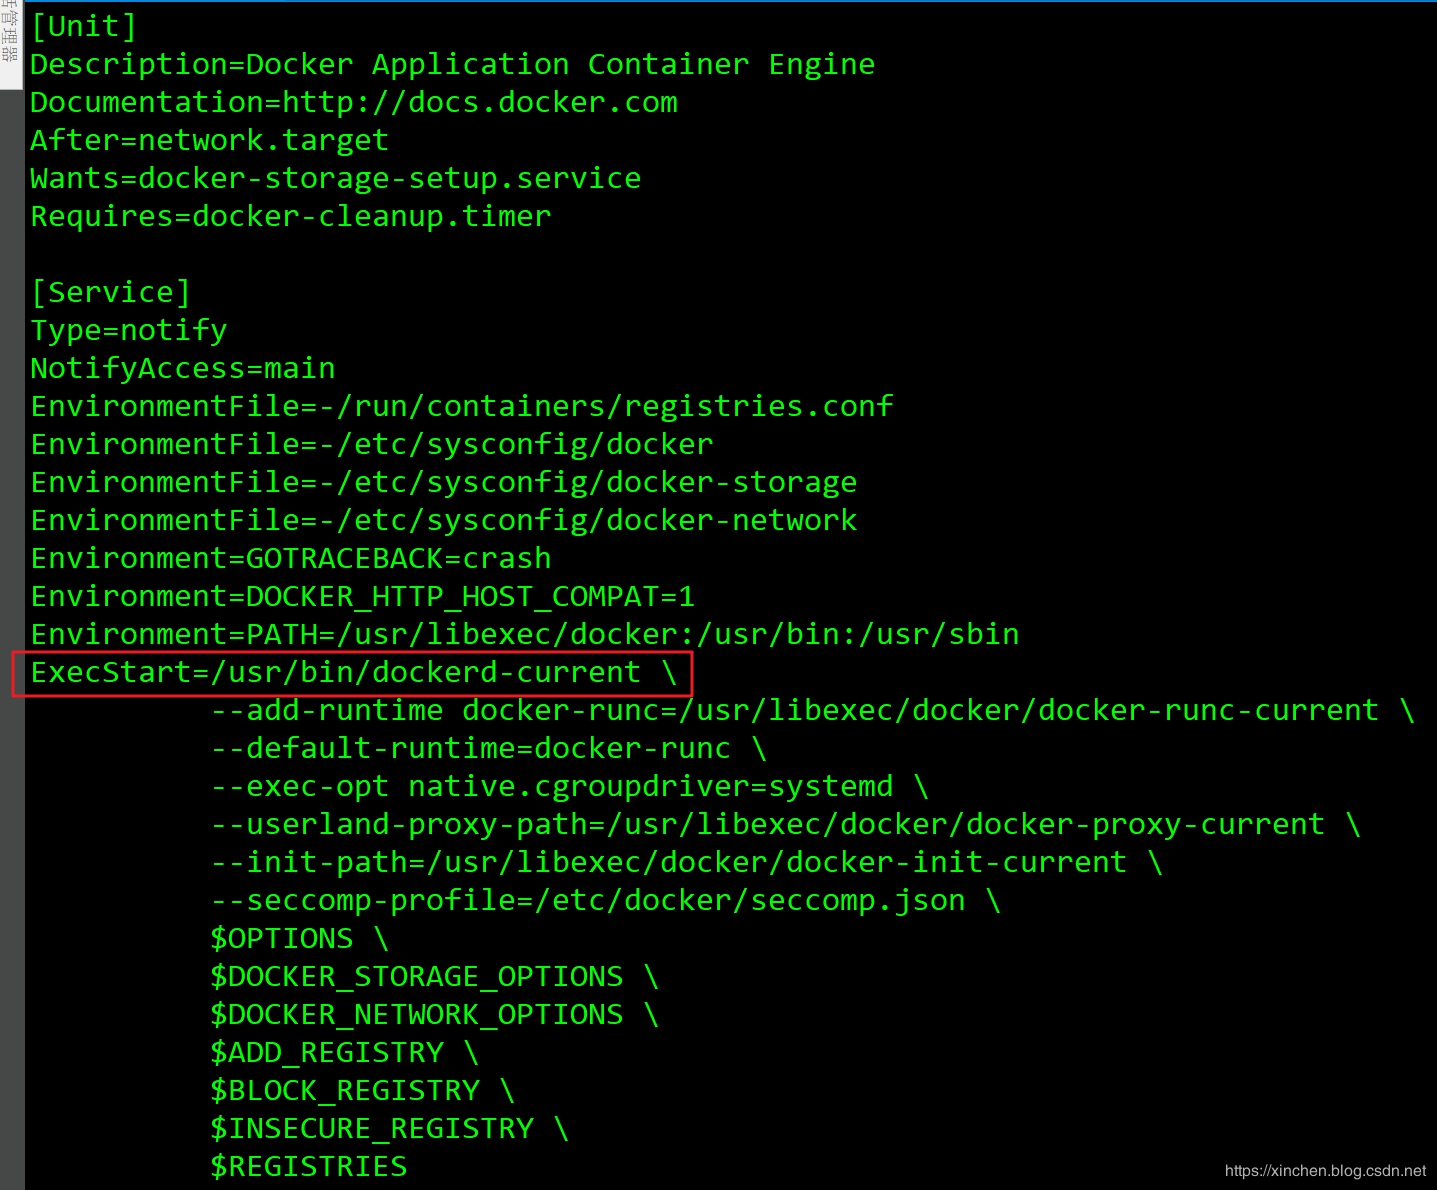 话管理器
[Unit]
Description=Docker Application Container Engine
Documentation=http://docs.docker.com
After=network.target
Wants=docker-storage-setup.service
Requires=docker-cleanup.timer
[Service]
Type=notify
NotifyAccess=main
EnvironmentFile=-/run/containers/registries.conf
EnvironmentFile=-/etc/sysconfig/docker
EnvironmentFile=-/etc/sysconfig/docker-storage
EnvironmentFile=-/etc/sysconfig/docker-network
Environment=GOTRACEBACK=crash
Environment=DOCKER_HTTP_HOST_COMPAT=1
Environment=PATH=/usr/libexec/docker:/usr/bin:/usr/sbin
ExecStart=/usr/bin/dockerd-current \
--add-runtime docker-runc=/usr/libexec/docker/docker-runc-current \
--default-runtime=docker-runc \
--exec-opt native.cgroupdriver=systemd \
--userland-proxy-path=/usr/libexec/docker/docker-proxy-current \
--init-path=/usr/libexec/docker/docker-init-current \
--seccomp-profile=/etc/docker/seccomp.json \
$OPTIONS \
$DOCKER_STORAGE_OPTIONS \
$DOCKER_NETWORK_OPTIONS \
$ADD_REGISTRY \
$BLOCK_REGISTRY \
$INSECURE_REGISTRY \
$REGISTRIES
https://xinchen.blog.csdn.net